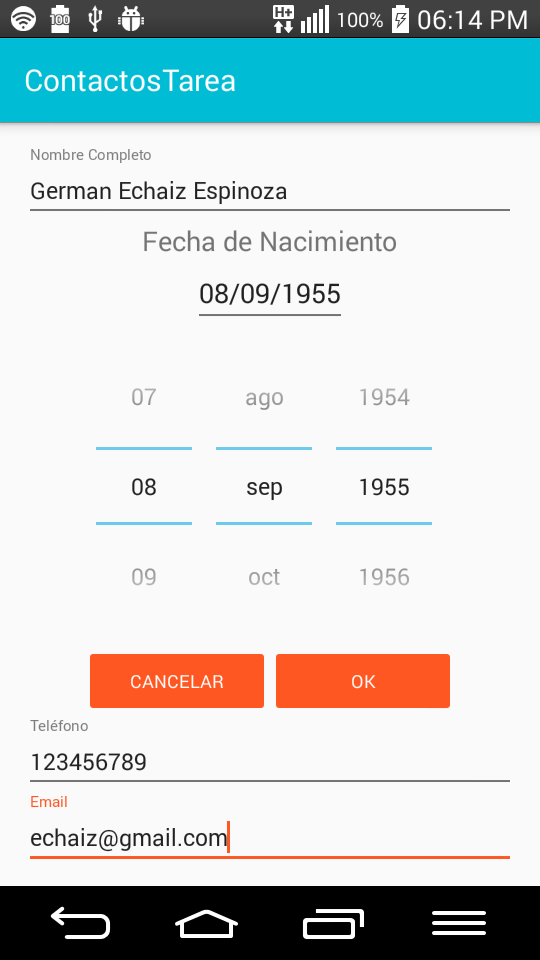 100 H+ 100% 06:14 PM
ContactosTarea
Nombre Completo
German Echaiz Espinoza
Fecha de Nacimiento
08/09/1955
07 ago 1954
08 sep 1955
09 oct 1956
CANCELAR OK
Teléfono
123456789
Email
echaiz@gmail.com